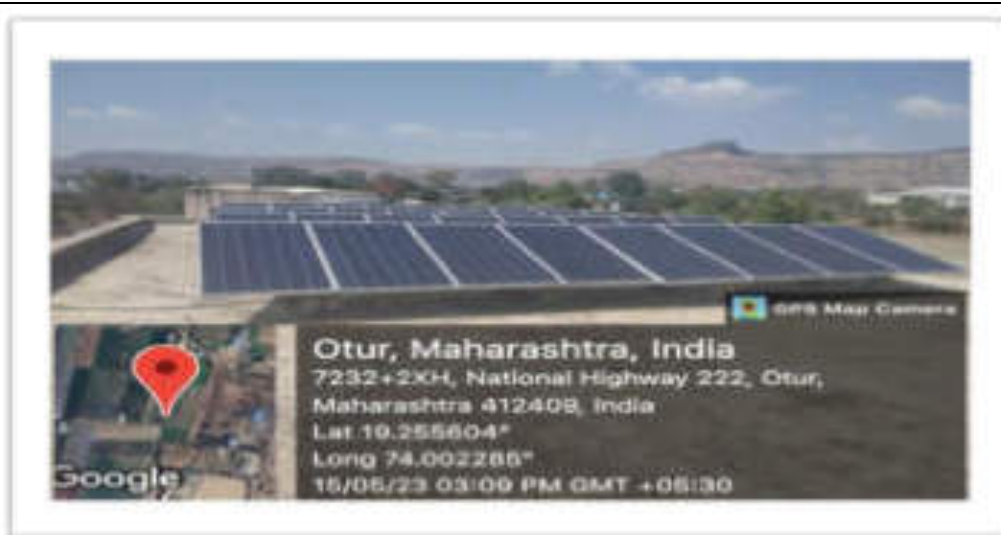 GPS Map Camera
Otur, Maharashtra, India
7232+2XH, National Highway 222, Otur,
Maharashtra 412409, India
Lat 19.255604°
Long 74.002285°
15/05/23 03:09 PM GMT +05:30
Google